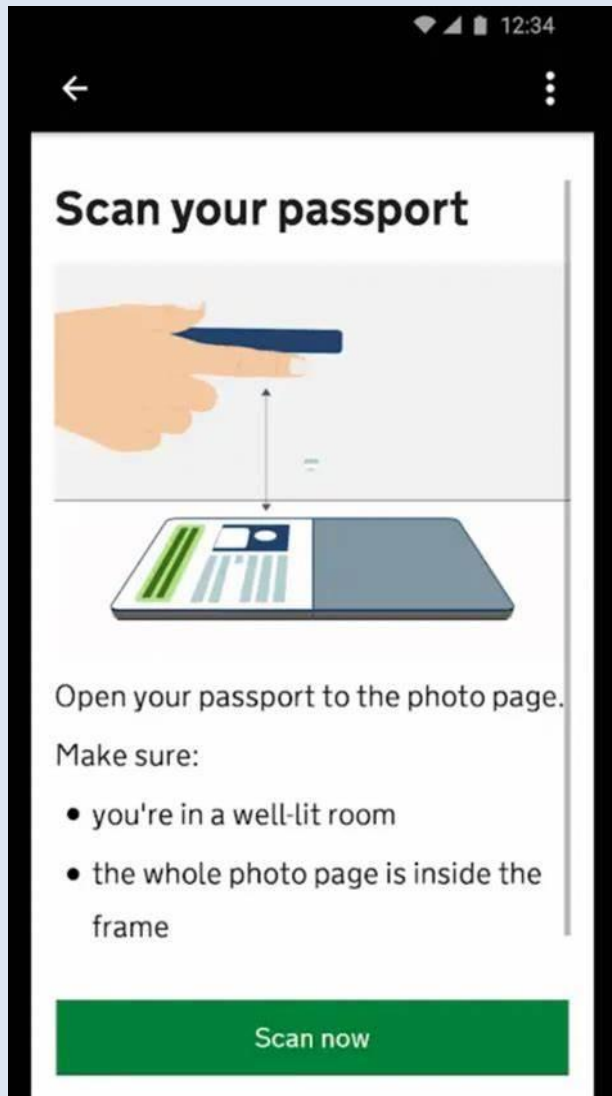 12:34
Scan your passport
Open your passport to the photo page.
Make sure:
• you're in a well-lit room
• the whole photo page is inside the
frame
Scan now